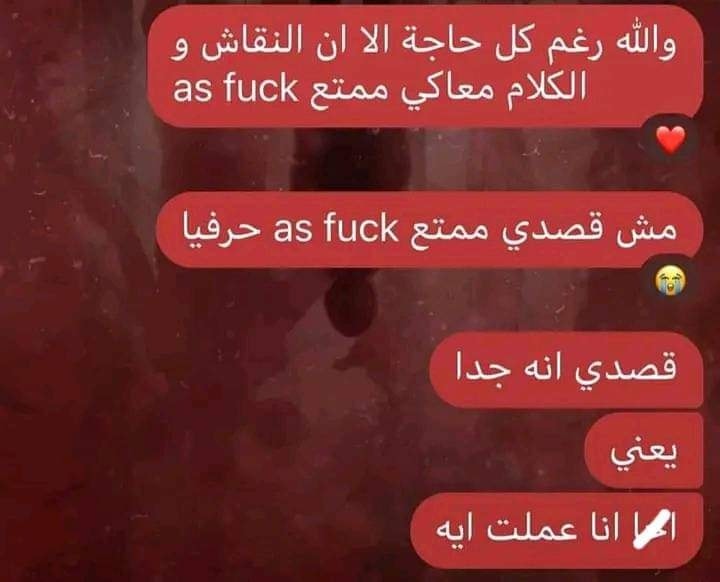 والله رغم كل حاجة الا ان النقاش و
الكلام معاكي ممتع as fuck
مش قصدي ممتع as fuck حرفيا
قصدي انه جدا
يعني
انا عملت ايه